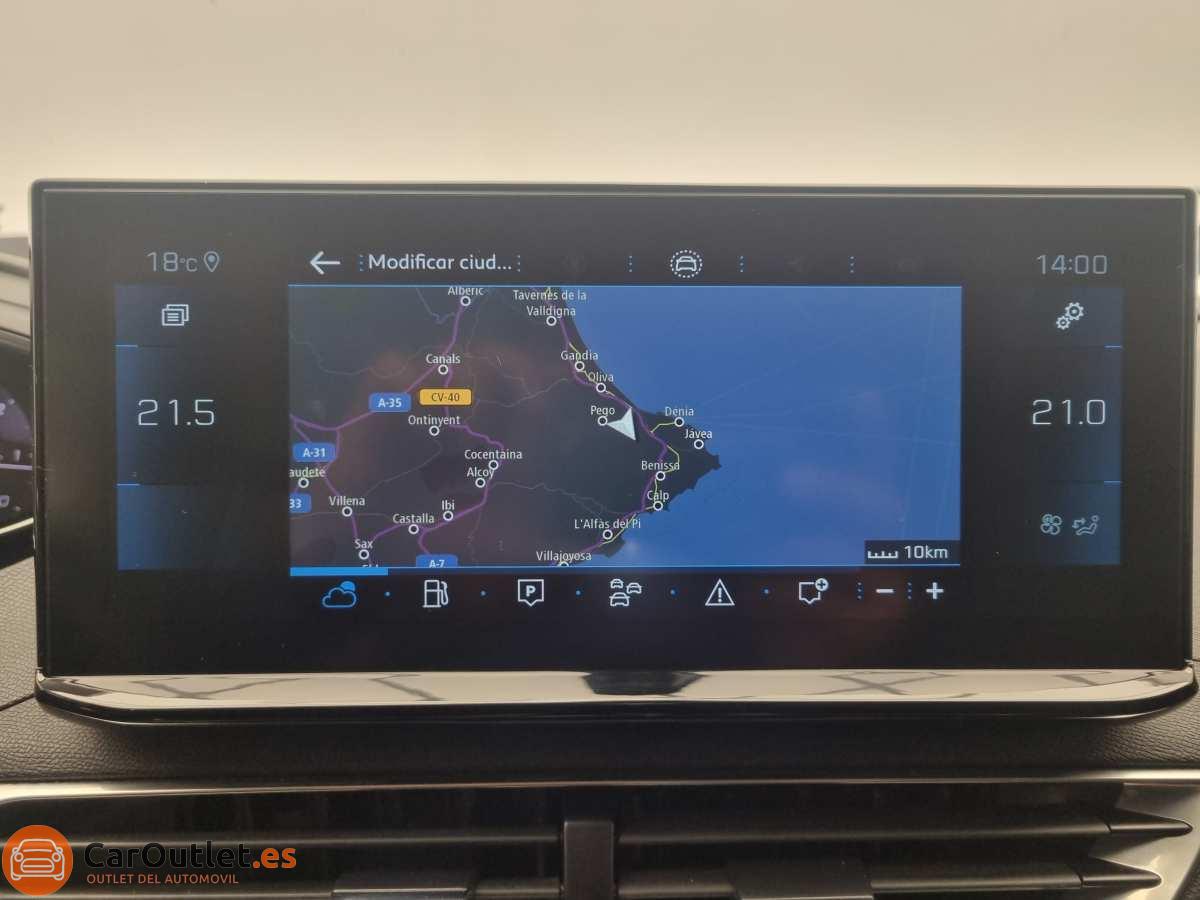 18°C
Modificar ciud...
14:00
21.5
21.0
Alberic
Tavernes de la
Valldigna
Canals
Gandia
Oliva
A-35
CV-40
Ontinyent
Pego
Dénia
Jávea
A-31
Cocentaina
Benissa
audete
Alcoy
33
Villena
Ibi
Calp
Castalla
L'Alfàs del Pi
Sax
A-7
Villajoyosa
10km
P
CarOutlet.es
OUTLET DEL AUTOMOVIL